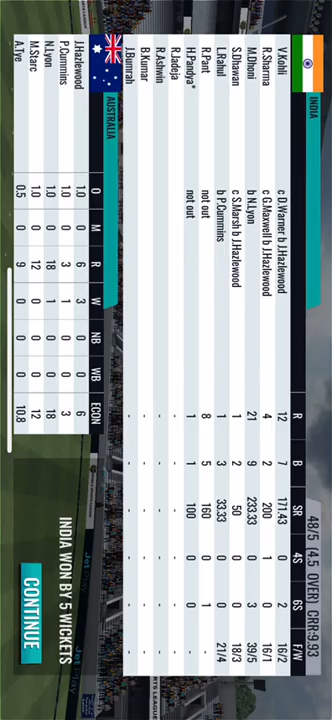 48/5 (4.5 OVER) CRR:9.93
INDIA R B SR 4S 6S F/W
V.Kohli c D.Warner b J.Hazlewood 12 7 171.43 0 2 16/2
R.Sharma c G.Maxwell b J.Hazlewood 4 2 200 1 0 16/1
M.Dhoni b N.Lyon 21 9 233.33 0 3 39/5
S.Dhawan c S.Marsh b J.Hazlewood 1 2 50 0 0 18/3
L.Rahul b P.Cummins 1 3 33.33 0 0 21/4
R.Pant not out 8 5 160 0 1 -
H.Pandya* not out 1 1 100 0 0 -
R.Jadeja - - - - - -
R.Ashwin - - - - - -
B.Kumar - - - - - -
J.Bumrah - - - - - -
AUSTRALIA O M R W NB WB ECON
J.Hazlewood 1.0 0 6 3 0 0 6
P.Cummins 1.0 0 3 1 0 0 3
N.Lyon 1.0 0 18 1 0 0 18
M.Starc 1.0 0 12 0 0 0 12
A.Tye 0.5 0 9 0 0 0 10.8
INDIA WON BY 5 WICKETS
CONTINUE
Jet Play
RTS LEAGUE